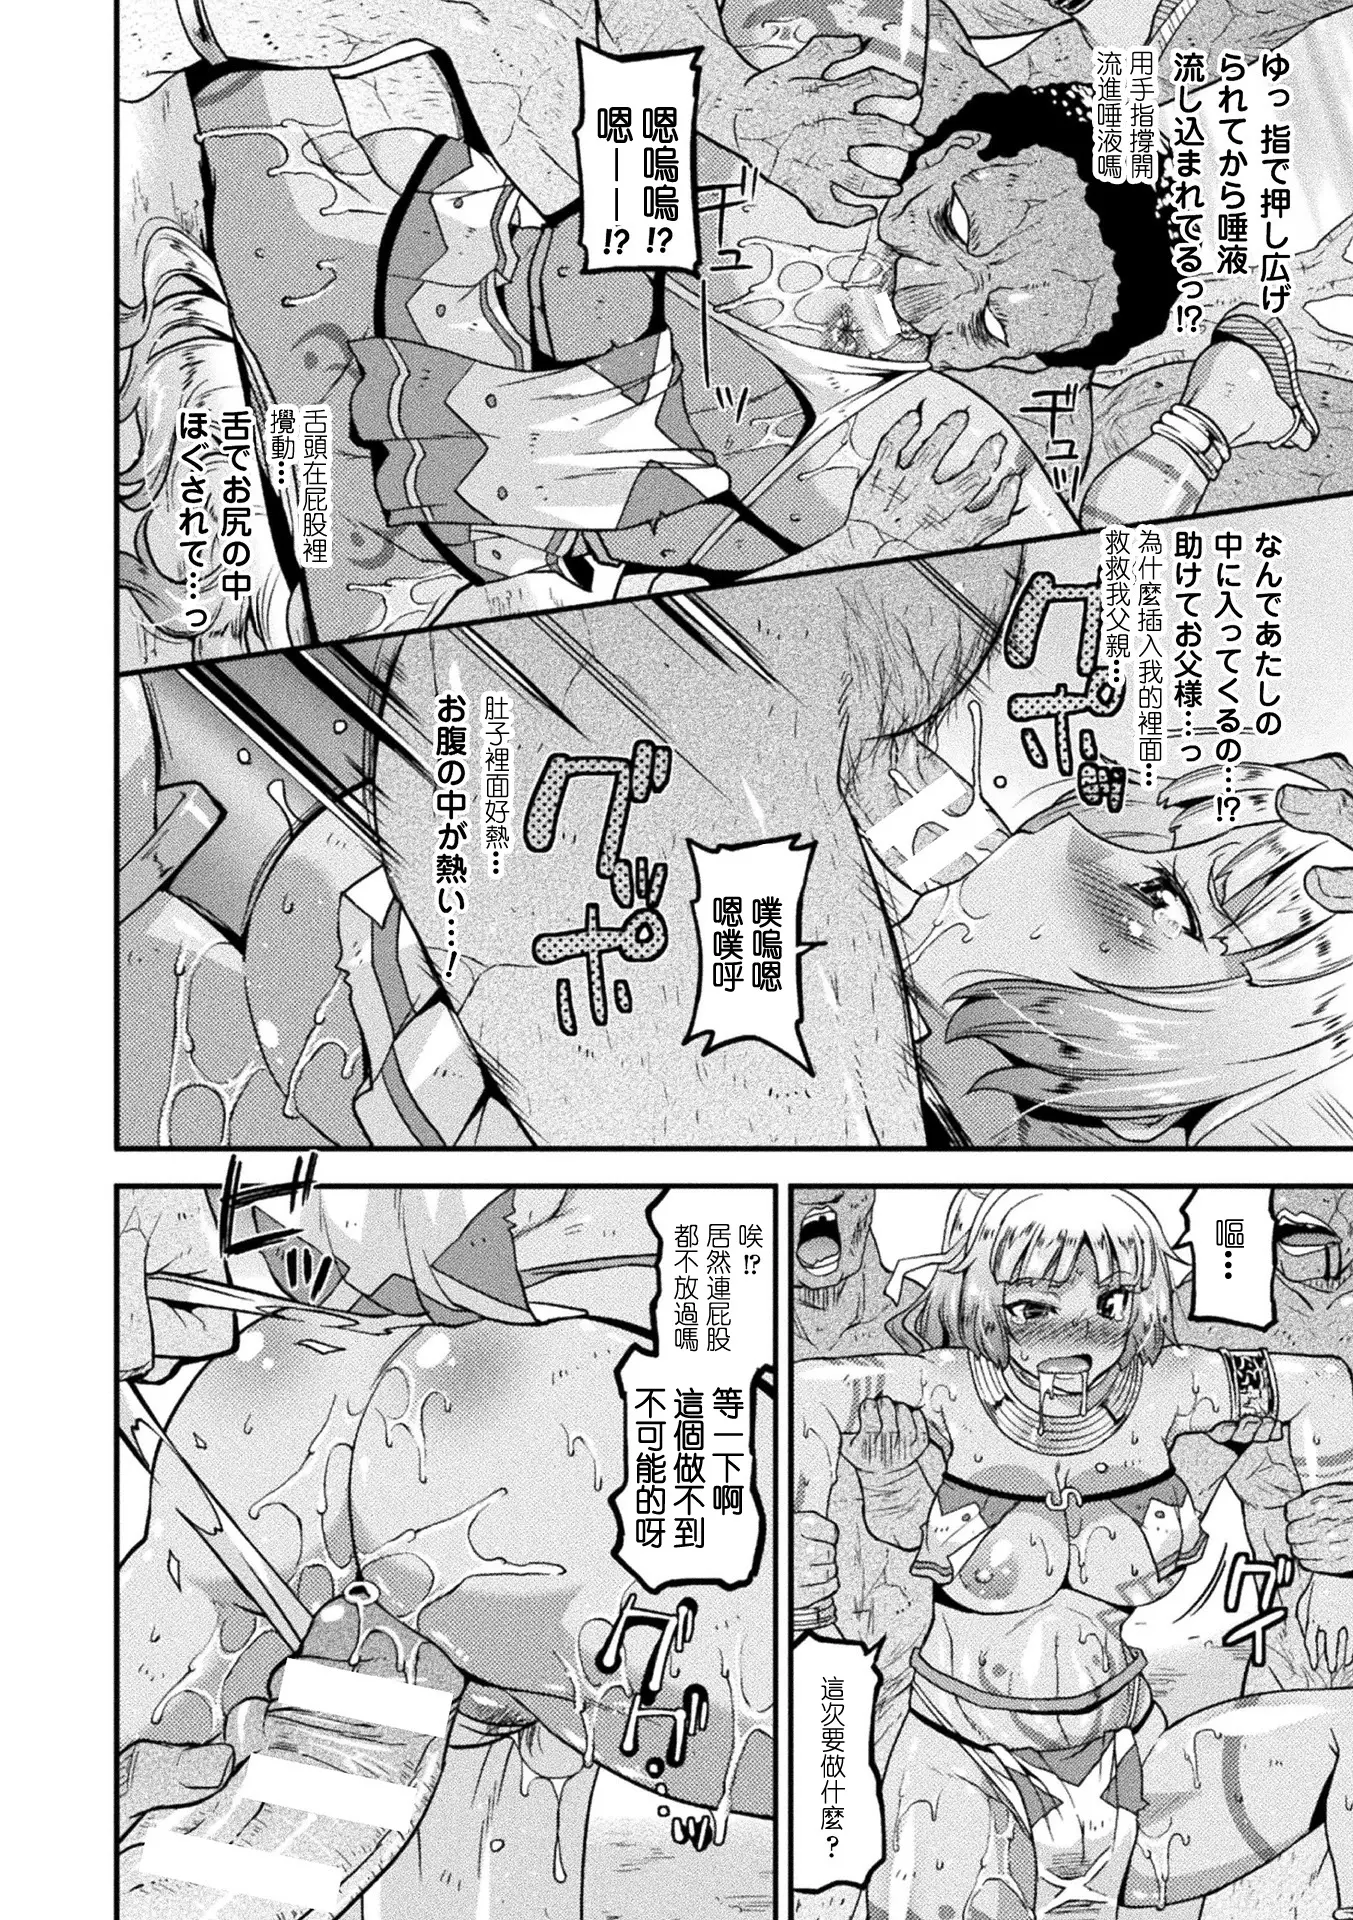 ゆっ 指で押し広げ
られてから唾液
流し込まれてるっ!?
用手指撐開
流進唾液嗎
嗯嗚嗚!?
嗯——!?
ギュッ
ヂュッ
舌頭在屁股裡
攪動…
舌でお尻の中
ほぐされて…っ
なんであたしの
中に入ってくるの…!?
助けてお父様……っ
為什麼插入我的裡面…
救救我父親…
グポ
噗嗚嗯
嗯噗呼
グッポ
肚子裡面好熱…
お腹の中が熱い…!
嘔…
グイ
這次要做什麼?
唉!?
居然連屁股
都不放過嗎
等一下啊
這個做不到
不可能的呀